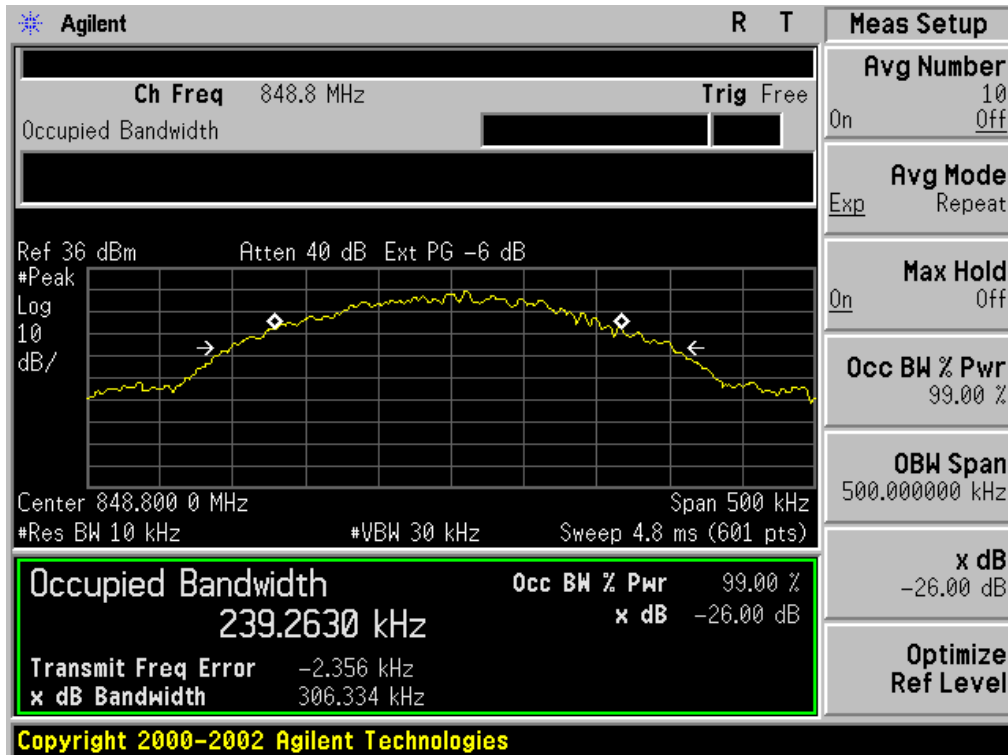 Agilent R T
Ch Freq 848.8 MHz Trig Free
Occupied Bandwidth
Ref 36 dBm Atten 40 dB Ext PG -6 dB
#Peak
Log
10
dB/
Center 848.800 0 MHz Span 500 kHz
#Res BW 10 kHz #VBW 30 kHz Sweep 4.8 ms (601 pts)
Occupied Bandwidth
239.2630 kHz
Occ BW % Pwr 99.00 %
x dB -26.00 dB
Transmit Freq Error -2.356 kHz
x dB Bandwidth 306.334 kHz
Copyright 2000-2002 Agilent Technologies
Meas Setup
Avg Number
10
On Off
Avg Mode
Exp Repeat
Max Hold
On Off
Occ BW % Pwr
99.00 %
OBW Span
500.000000 kHz
x dB
-26.00 dB
Optimize
Ref Level